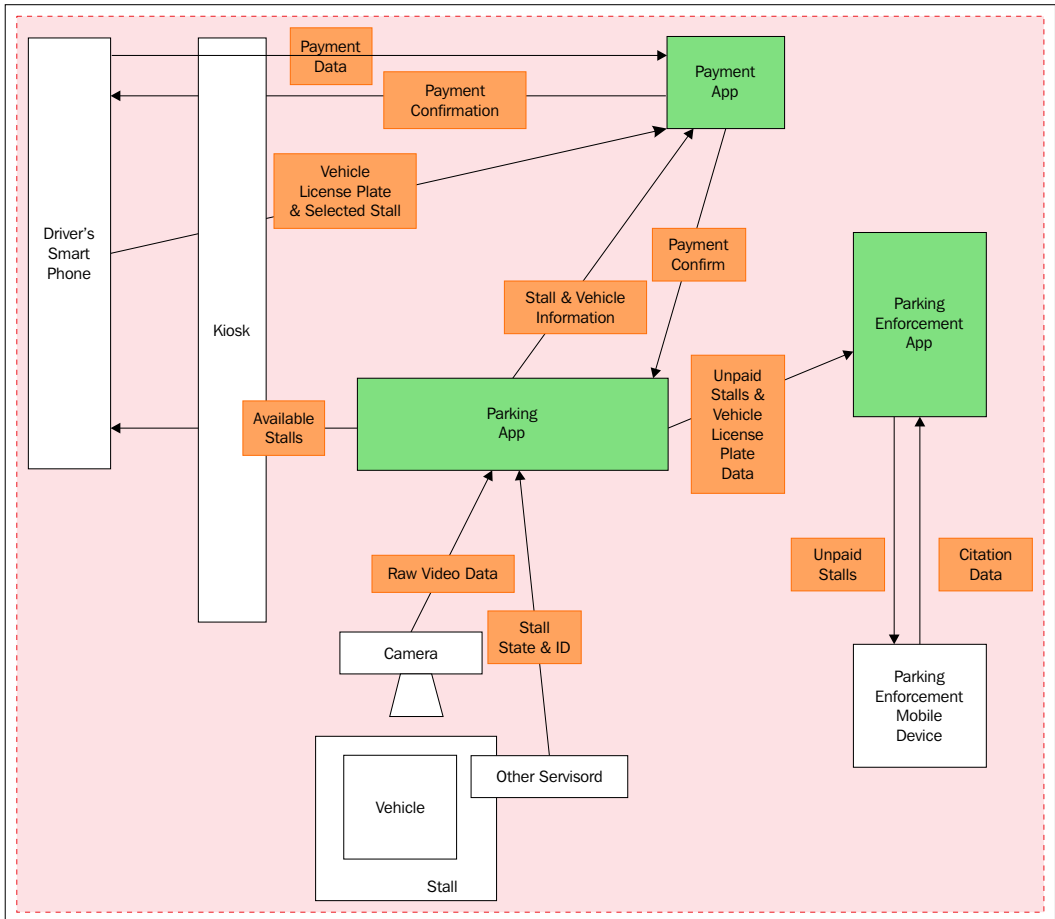 Payment
Data
Payment
App
Payment
Confirmation
Vehicle
License Plate
& Selected Stall
Driver's
Smart
Phone
Payment
Confirm
Stall & Vehicle
Information
Parking
Enforcement
App
Kiosk
Unpaid
Stalls &
Vehicle
License
Plate
Data
Available
Stalls
Parking
App
Unpaid
Stalls
Citation
Data
Raw Video Data
Stall
State & ID
Camera
Parking
Enforcement
Mobile
Device
Other Servisord
Vehicle
Stall